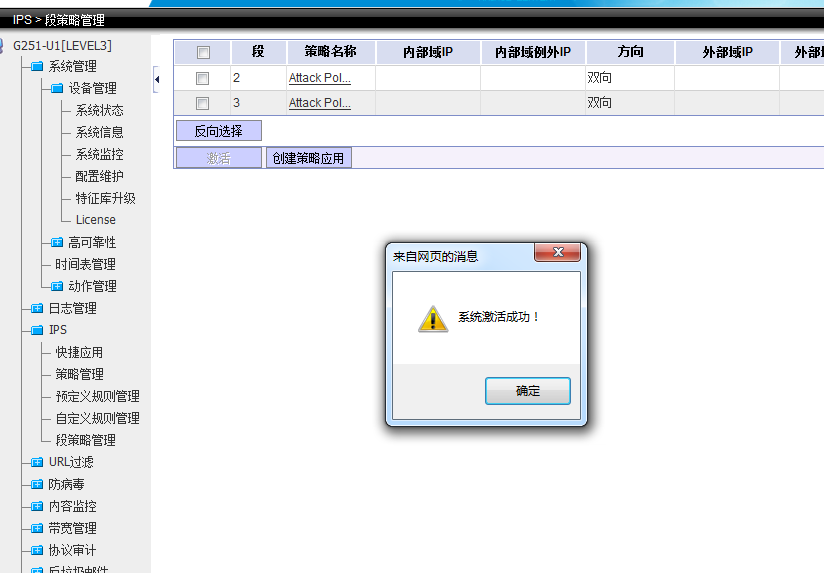 IPS > 段策略管理
G251-U1[LEVEL3]
系统管理
设备管理
系统状态
系统信息
系统监控
配置维护
特征库升级
License
高可靠性
时间表管理
动作管理
日志管理
IPS
快捷应用
策略管理
预定义规则管理
自定义规则管理
段策略管理
URL过滤
防病毒
内容监控
带宽管理
协议审计
反垃圾邮件
段 策略名称 内部域IP 内部域例外IP 方向 外部域IP 外部
2 Attack Pol... 双向
3 Attack Pol... 双向
反向选择
激活 创建策略应用
来自网页的消息
系统激活成功！
确定